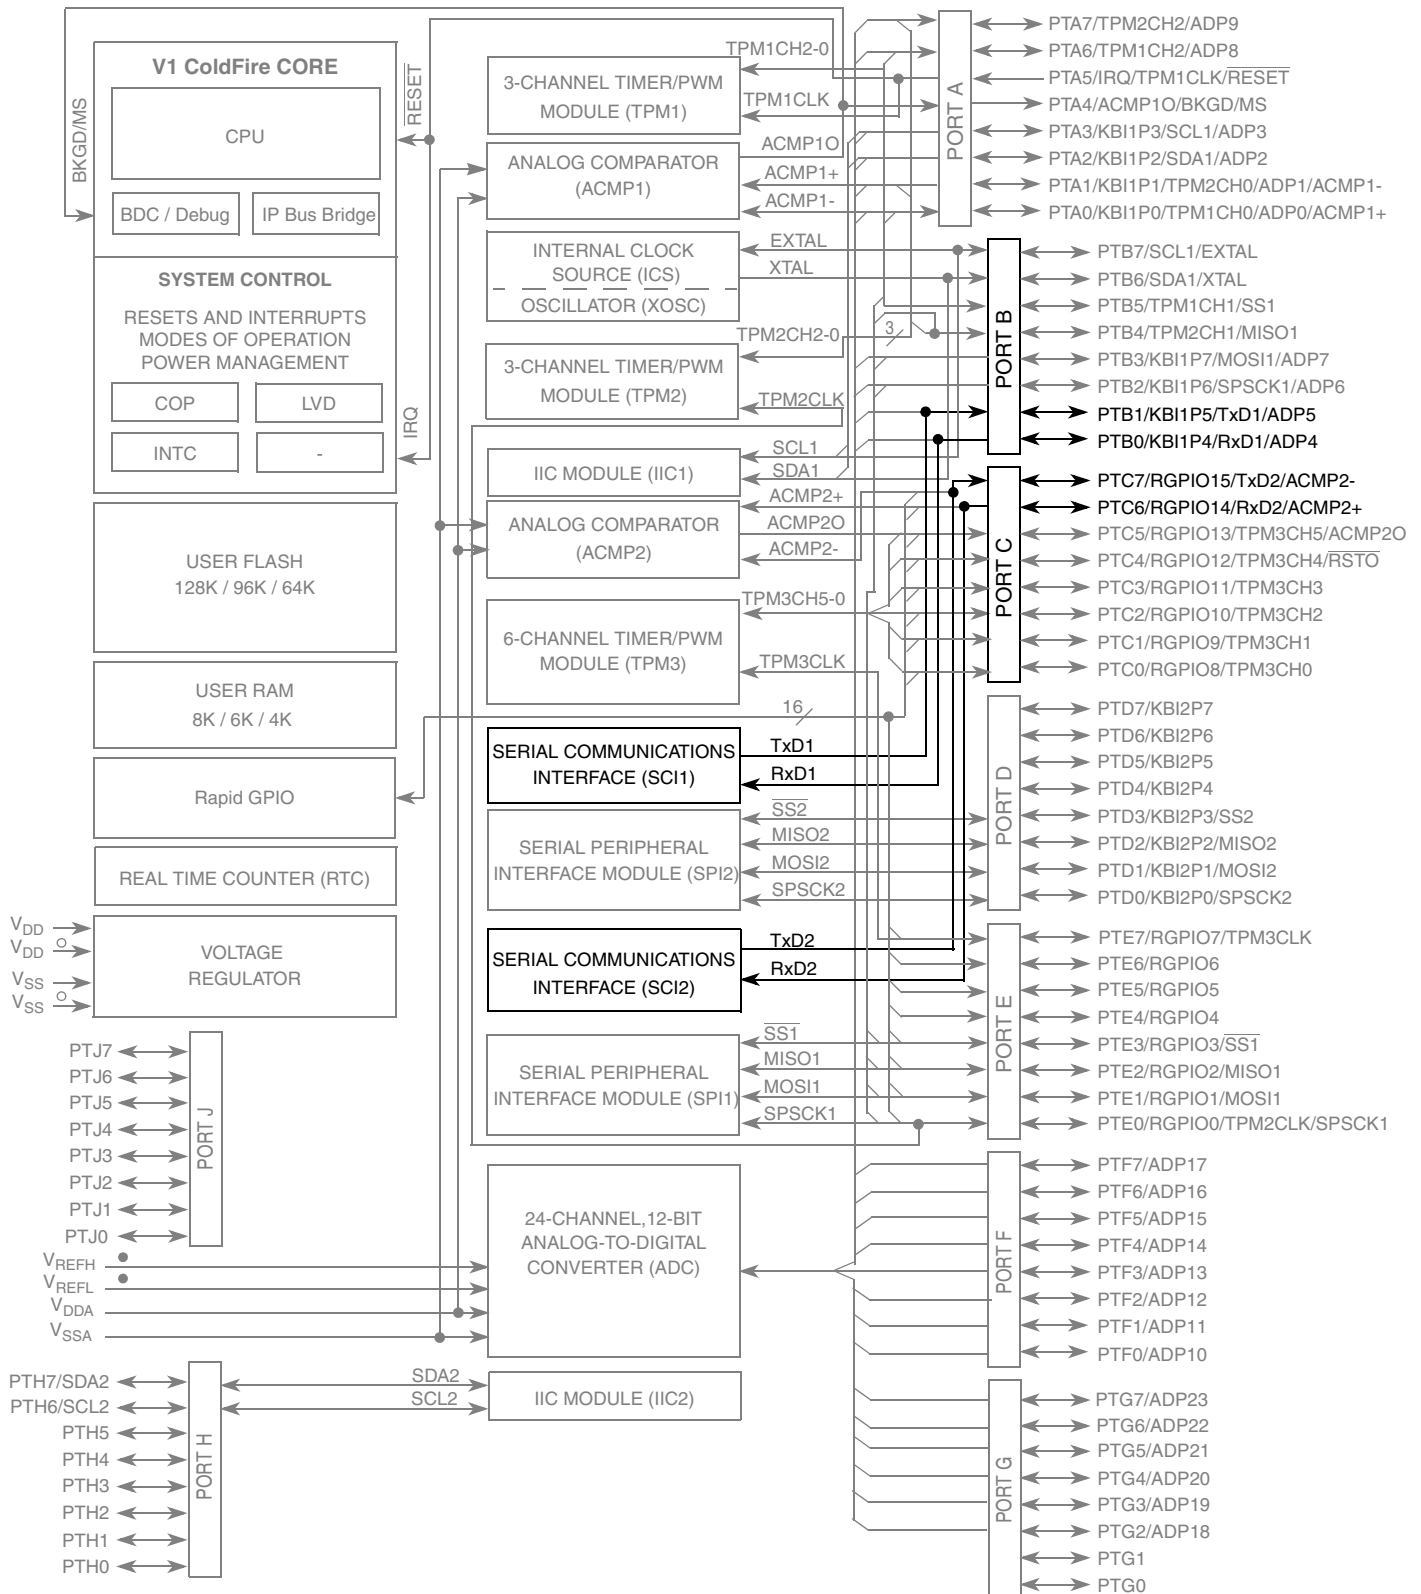 V1 ColdFire CORE
CPU
BDC / Debug
IP Bus Bridge
BKGD/MS
RESET
SYSTEM CONTROL
RESETS AND INTERRUPTS
MODES OF OPERATION
POWER MANAGEMENT
COP
LVD
INTC
-
IRQ
USER FLASH
128K / 96K / 64K
USER RAM
8K / 6K / 4K
Rapid GPIO
REAL TIME COUNTER (RTC)
VOLTAGE
REGULATOR
VDD
VDD
VSS
VSS
PTJ7
PTJ6
PTJ5
PTJ4
PTJ3
PTJ2
PTJ1
PTJ0
PORT J
VREFH
VREFL
VDDA
VSSA
PTH7/SDA2
PTH6/SCL2
PTH5
PTH4
PTH3
PTH2
PTH1
PTH0
PORT H
3-CHANNEL TIMER/PWM
MODULE (TPM1)
TPM1CH2-0
TPM1CLK
ANALOG COMPARATOR
(ACMP1)
ACMP1O
ACMP1+
ACMP1-
INTERNAL CLOCK
SOURCE (ICS)
OSCILLATOR (XOSC)
EXTAL
XTAL
3-CHANNEL TIMER/PWM
MODULE (TPM2)
TPM2CH2-0
3
TPM2CLK
IIC MODULE (IIC1)
SCL1
SDA1
ANALOG COMPARATOR
(ACMP2)
ACMP2+
ACMP2O
ACMP2-
6-CHANNEL TIMER/PWM
MODULE (TPM3)
TPM3CH5-0
TPM3CLK
16
SERIAL COMMUNICATIONS
INTERFACE (SCI1)
TxD1
RxD1
SERIAL PERIPHERAL
INTERFACE MODULE (SPI2)
SS2
MISO2
MOSI2
SPSCK2
SERIAL COMMUNICATIONS
INTERFACE (SCI2)
TxD2
RxD2
SERIAL PERIPHERAL
INTERFACE MODULE (SPI1)
SS1
MISO1
MOSI1
SPSCK1
24-CHANNEL,12-BIT
ANALOG-TO-DIGITAL
CONVERTER (ADC)
IIC MODULE (IIC2)
SDA2
SCL2
PORT A
PTA7/TPM2CH2/ADP9
PTA6/TPM1CH2/ADP8
PTA5/IRQ/TPM1CLK/RESET
PTA4/ACMP1O/BKGD/MS
PTA3/KBI1P3/SCL1/ADP3
PTA2/KBI1P2/SDA1/ADP2
PTA1/KBI1P1/TPM2CH0/ADP1/ACMP1-
PTA0/KBI1P0/TPM1CH0/ADP0/ACMP1+
PORT B
PTB7/SCL1/EXTAL
PTB6/SDA1/XTAL
PTB5/TPM1CH1/SS1
PTB4/TPM2CH1/MISO1
PTB3/KBI1P7/MOSI1/ADP7
PTB2/KBI1P6/SPSCK1/ADP6
PTB1/KBI1P5/TxD1/ADP5
PTB0/KBI1P4/RxD1/ADP4
PORT C
PTC7/RGPIO15/TxD2/ACMP2-
PTC6/RGPIO14/RxD2/ACMP2+
PTC5/RGPIO13/TPM3CH5/ACMP2O
PTC4/RGPIO12/TPM3CH4/RSTO
PTC3/RGPIO11/TPM3CH3
PTC2/RGPIO10/TPM3CH2
PTC1/RGPIO9/TPM3CH1
PTC0/RGPIO8/TPM3CH0
PORT D
PTD7/KBI2P7
PTD6/KBI2P6
PTD5/KBI2P5
PTD4/KBI2P4
PTD3/KBI2P3/SS2
PTD2/KBI2P2/MISO2
PTD1/KBI2P1/MOSI2
PTD0/KBI2P0/SPSCK2
PORT E
PTE7/RGPIO7/TPM3CLK
PTE6/RGPIO6
PTE5/RGPIO5
PTE4/RGPIO4
PTE3/RGPIO3/SS1
PTE2/RGPIO2/MISO1
PTE1/RGPIO1/MOSI1
PTE0/RGPIO0/TPM2CLK/SPSCK1
PORT F
PTF7/ADP17
PTF6/ADP16
PTF5/ADP15
PTF4/ADP14
PTF3/ADP13
PTF2/ADP12
PTF1/ADP11
PTF0/ADP10
PORT G
PTG7/ADP23
PTG6/ADP22
PTG5/ADP21
PTG4/ADP20
PTG3/ADP19
PTG2/ADP18
PTG1
PTG0